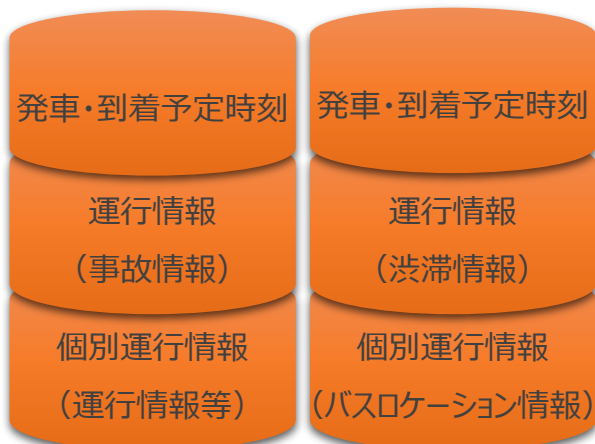 発車・到着予定時刻
運行情報
（事故情報）
個別運行情報
（運行情報等）
発車・到着予定時刻
運行情報
（渋滞情報）
個別運行情報
（バスロケーション情報）